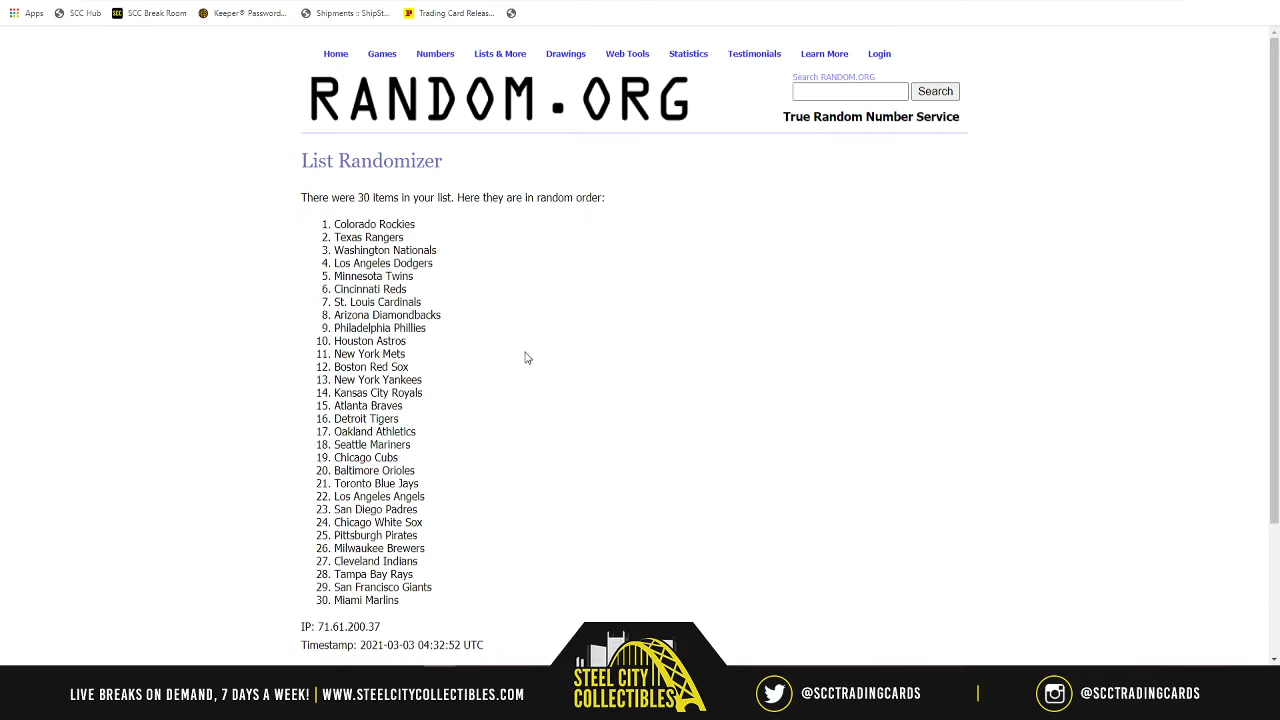 Apps SCC Hub SCC SCC Break Room Keeper® Password... Shipments :: ShipSt... Trading Card Releas...
Home Games Numbers Lists & More Drawings Web Tools Statistics Testimonials Learn More Login
RANDOM.ORG
Search RANDOM.ORG
Search
True Random Number Service
List Randomizer
There were 30 items in your list. Here they are in random order:
1. Colorado Rockies
2. Texas Rangers
3. Washington Nationals
4. Los Angeles Dodgers
5. Minnesota Twins
6. Cincinnati Reds
7. St. Louis Cardinals
8. Arizona Diamondbacks
9. Philadelphia Phillies
10. Houston Astros
11. New York Mets
12. Boston Red Sox
13. New York Yankees
14. Kansas City Royals
15. Atlanta Braves
16. Detroit Tigers
17. Oakland Athletics
18. Seattle Mariners
19. Chicago Cubs
20. Baltimore Orioles
21. Toronto Blue Jays
22. Los Angeles Angels
23. San Diego Padres
24. Chicago White Sox
25. Pittsburgh Pirates
26. Milwaukee Brewers
27. Cleveland Indians
28. Tampa Bay Rays
29. San Francisco Giants
30. Miami Marlins
IP: 71.61.200.37
Timestamp: 2021-03-03 04:32:52 UTC
LIVE BREAKS ON DEMAND, 7 DAYS A WEEK! | WWW.STEELCITYCOLLECTIBLES.COM
STEEL CITY
COLLECTIBLES
@SCCTRADINGCARDS | @SCCTRADINGCARDS